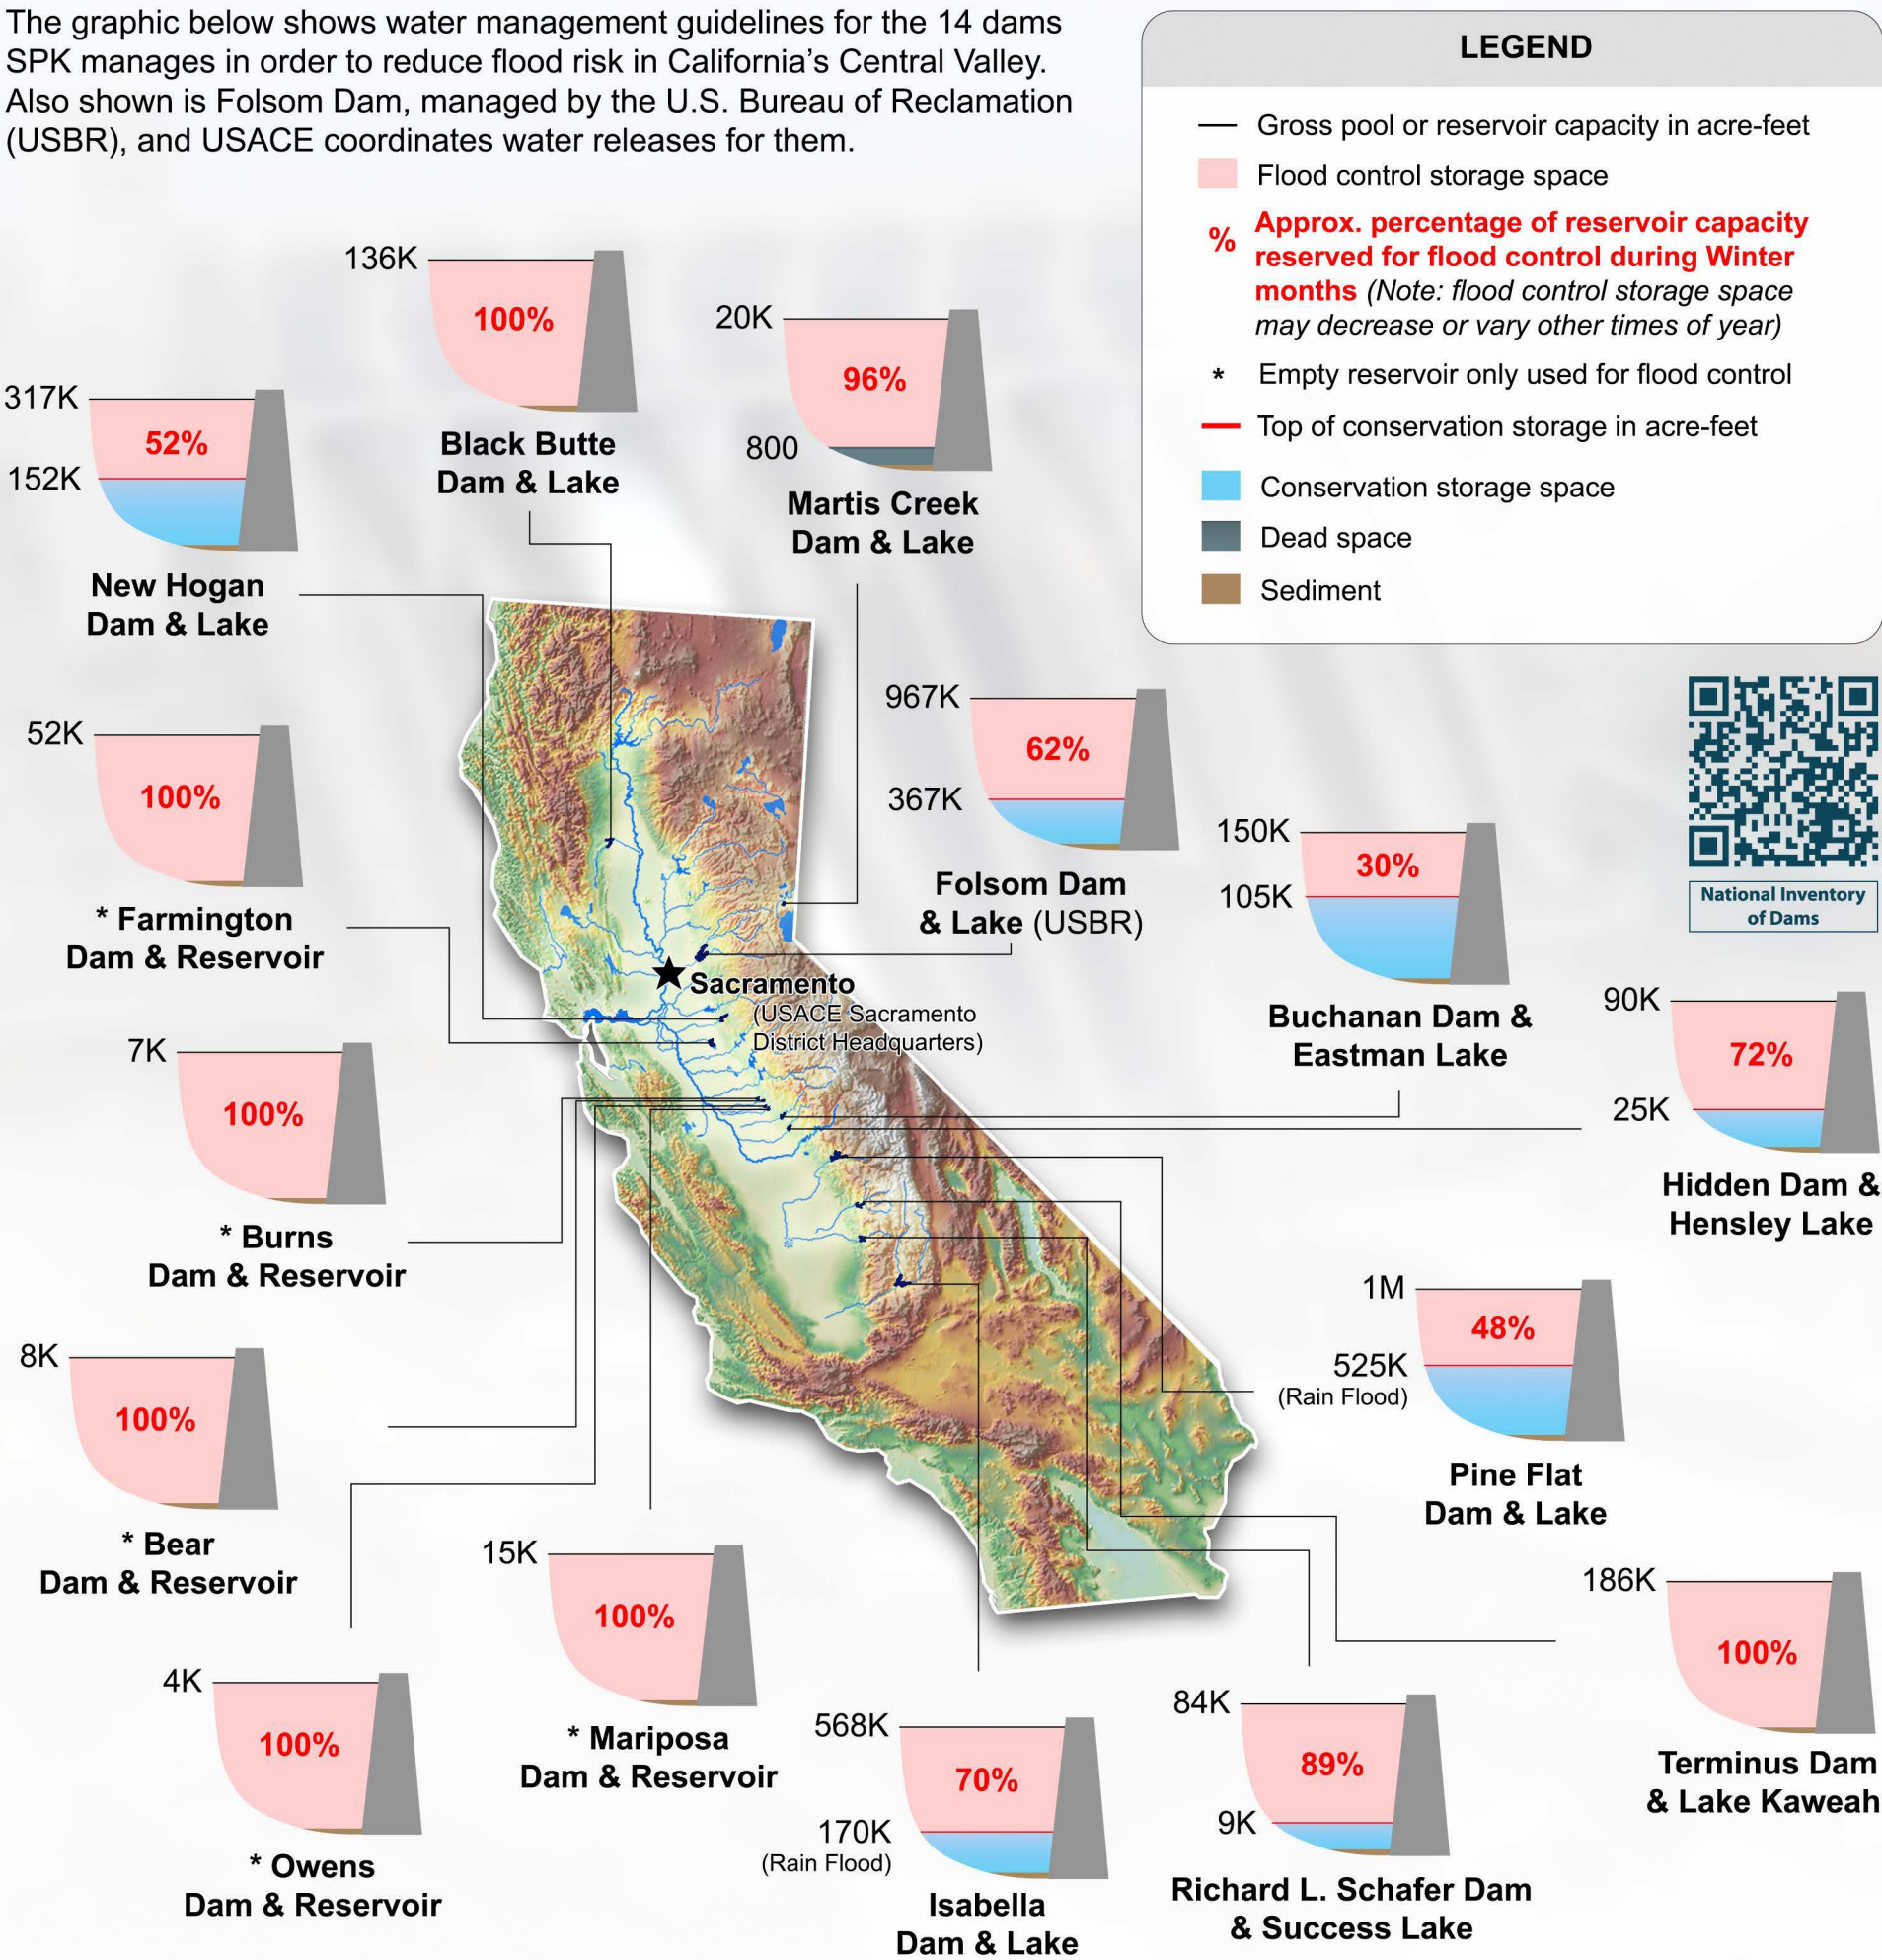 The graphic below shows water management guidelines for the 14 dams
SPK manages in order to reduce flood risk in California’s Central Valley.
Also shown is Folsom Dam, managed by the U.S. Bureau of Reclamation
(USBR), and USACE coordinates water releases for them.
LEGEND
Gross pool or reservoir capacity in acre-feet
Flood control storage space
% Approx. percentage of reservoir capacity
reserved for flood control during Winter
months (Note: flood control storage space
may decrease or vary other times of year)
* Empty reservoir only used for flood control
Top of conservation storage in acre-feet
Conservation storage space
Dead space
Sediment
136K
100%
Black Butte
Dam & Lake
20K
96%
800
Martis Creek
Dam & Lake
317K
52%
152K
New Hogan
Dam & Lake
52K
100%
* Farmington
Dam & Reservoir
967K
62%
367K
Folsom Dam
& Lake (USBR)
150K
30%
105K
Buchanan Dam &
Eastman Lake
National Inventory
of Dams
Sacramento
(USACE Sacramento
District Headquarters)
90K
72%
25K
Hidden Dam &
Hensley Lake
7K
100%
* Burns
Dam & Reservoir
1M
48%
525K
(Rain Flood)
Pine Flat
Dam & Lake
8K
100%
* Bear
Dam & Reservoir
15K
100%
* Mariposa
Dam & Reservoir
186K
100%
Terminus Dam
& Lake Kaweah
4K
100%
* Owens
Dam & Reservoir
568K
70%
170K
(Rain Flood)
Isabella
Dam & Lake
84K
89%
9K
Richard L. Schafer Dam
& Success Lake